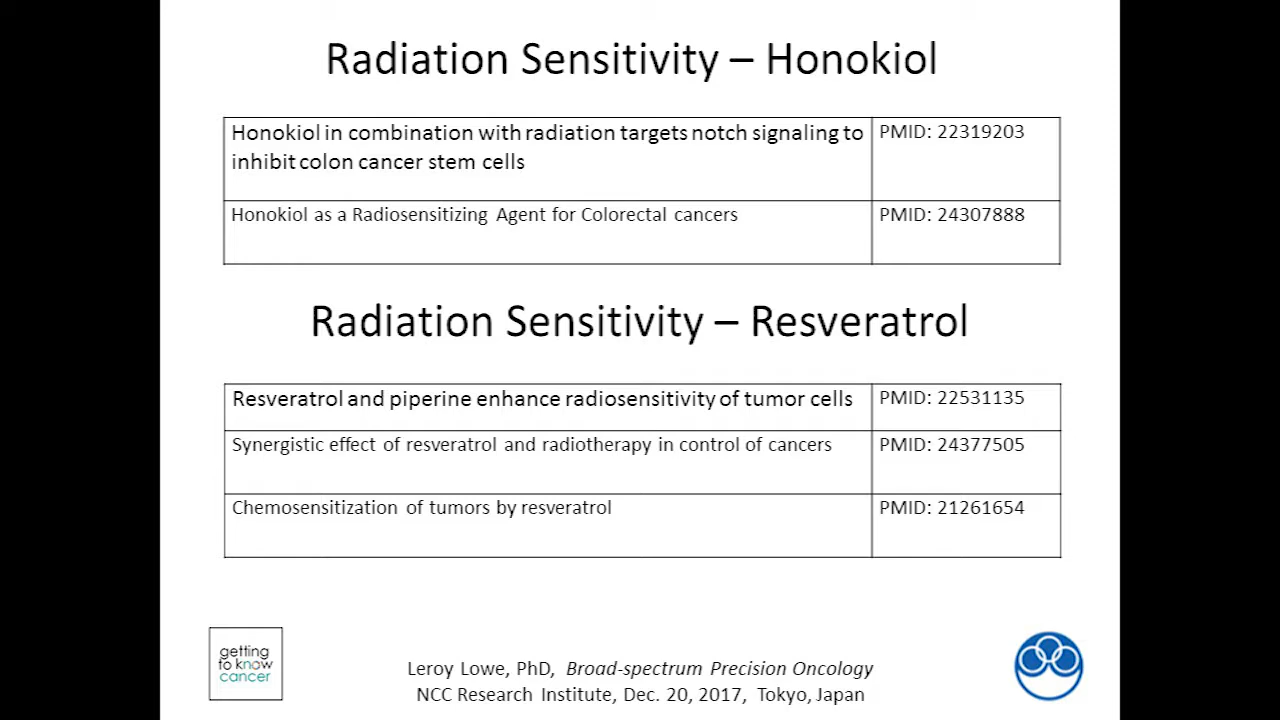 Radiation Sensitivity – Honokiol
Honokiol in combination with radiation targets notch signaling to
inhibit colon cancer stem cells
PMID: 22319203
Honokiol as a Radiosensitizing Agent for Colorectal cancers
PMID: 24307888
Radiation Sensitivity – Resveratrol
Resveratrol and piperine enhance radiosensitivity of tumor cells
PMID: 22531135
Synergistic effect of resveratrol and radiotherapy in control of cancers
PMID: 24377505
Chemosensitization of tumors by resveratrol
PMID: 21261654
getting
to know
cancer
Leroy Lowe, PhD, Broad-spectrum Precision Oncology
NCC Research Institute, Dec. 20, 2017, Tokyo, Japan